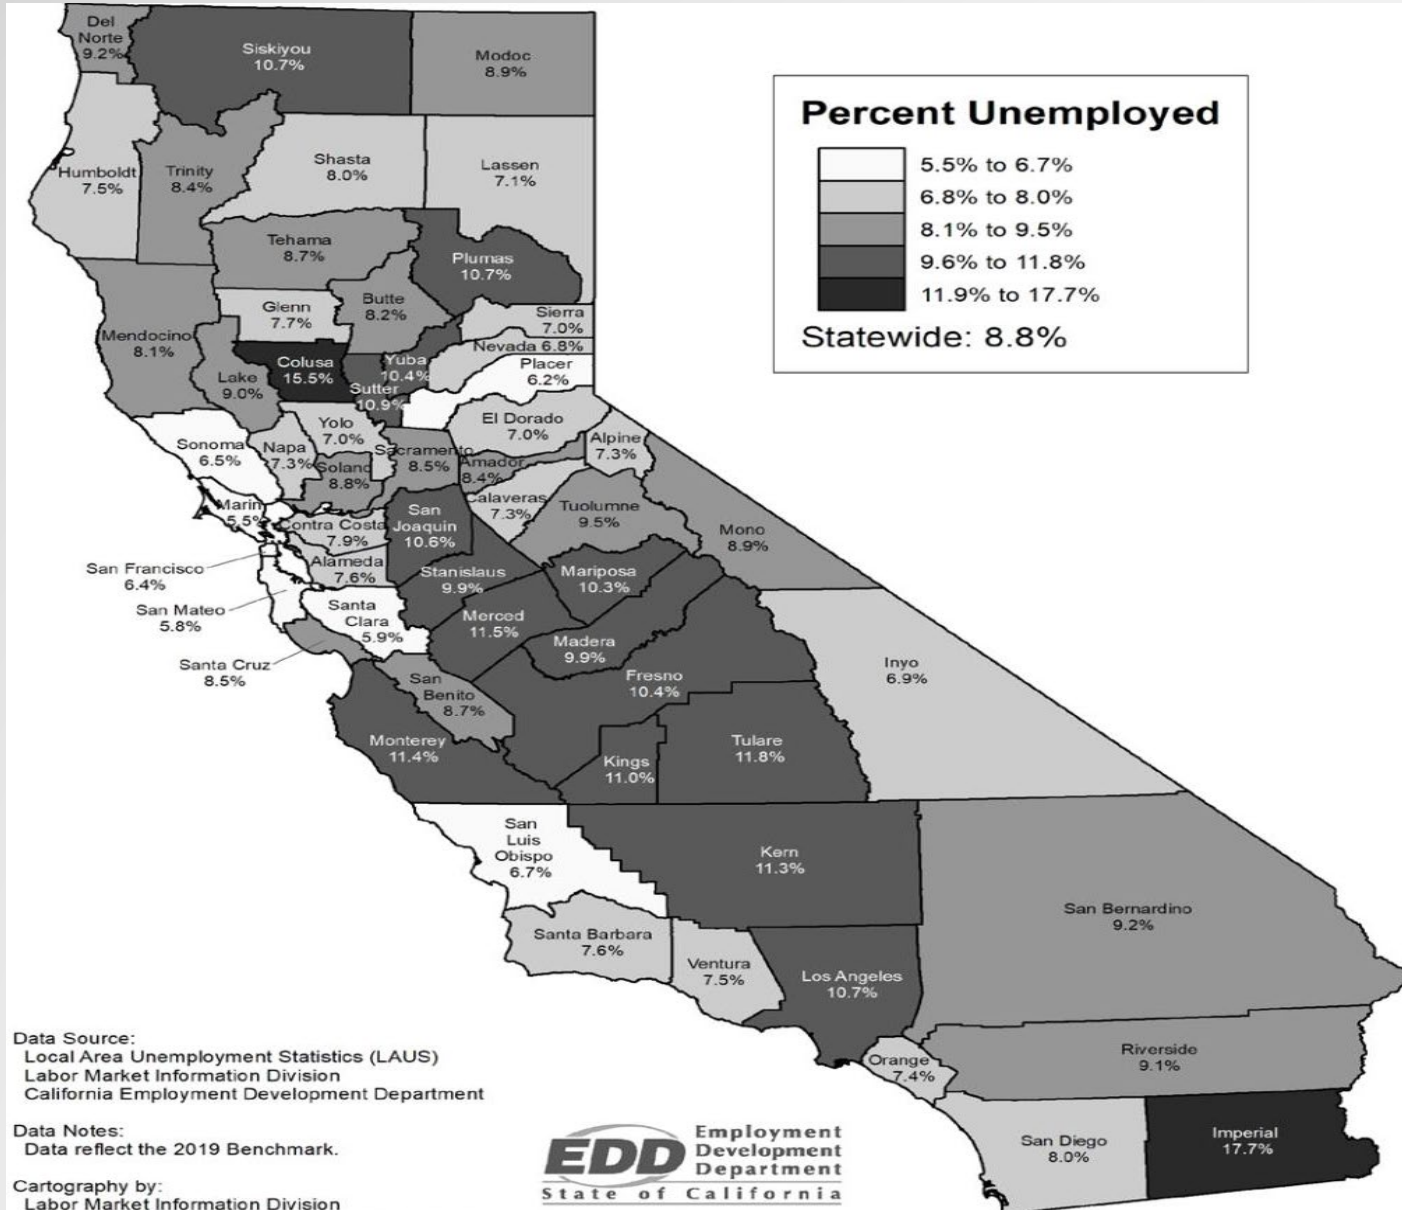 Del
Norte
9.2%
Siskiyou
10.7%
Modoc
8.9%
Percent Unemployed
5.5% to 6.7%
6.8% to 8.0%
8.1% to 9.5%
9.6% to 11.8%
11.9% to 17.7%
Statewide: 8.8%
Humboldt
7.5%
Trinity
8.4%
Shasta
8.0%
Lassen
7.1%
Tehama
8.7%
Plumas
10.7%
Glenn
7.7%
Butte
8.2%
Sierra
7.0%
Mendocino
8.1%
Nevada 6.8%
Lake
9.0%
Colusa
15.5%
Yuba
10.4%
Sutter
10.9%
Placer
6.2%
Sonoma
6.5%
Napa
7.3%
Yolo
7.0%
El Dorado
7.0%
Alpine
7.3%
Solano
8.8%
Sacramento
8.5%
Amador
8.4%
Marin
5.5%
Contra Costa
7.9%
San
Joaquin
10.6%
Calaveras
7.3%
Tuolumne
9.5%
Mono
8.9%
San Francisco
6.4%
Alameda
7.6%
Stanislaus
9.9%
Mariposa
10.3%
San Mateo
5.8%
Santa
Clara
5.9%
Merced
11.5%
Madera
9.9%
Santa Cruz
8.5%
San
Benito
8.7%
Fresno
10.4%
Inyo
6.9%
Monterey
11.4%
Kings
11.0%
Tulare
11.8%
San
Luis
Obispo
6.7%
Kern
11.3%
San Bernardino
9.2%
Santa Barbara
7.6%
Ventura
7.5%
Los Angeles
10.7%
Orange
7.4%
Riverside
9.1%
San Diego
8.0%
Imperial
17.7%
Data Source:
Local Area Unemployment Statistics (LAUS)
Labor Market Information Division
California Employment Development Department
Data Notes:
Data reflect the 2019 Benchmark.
Cartography by:
Labor Market Information Division
EDD
Employment
Development
Department
State of California